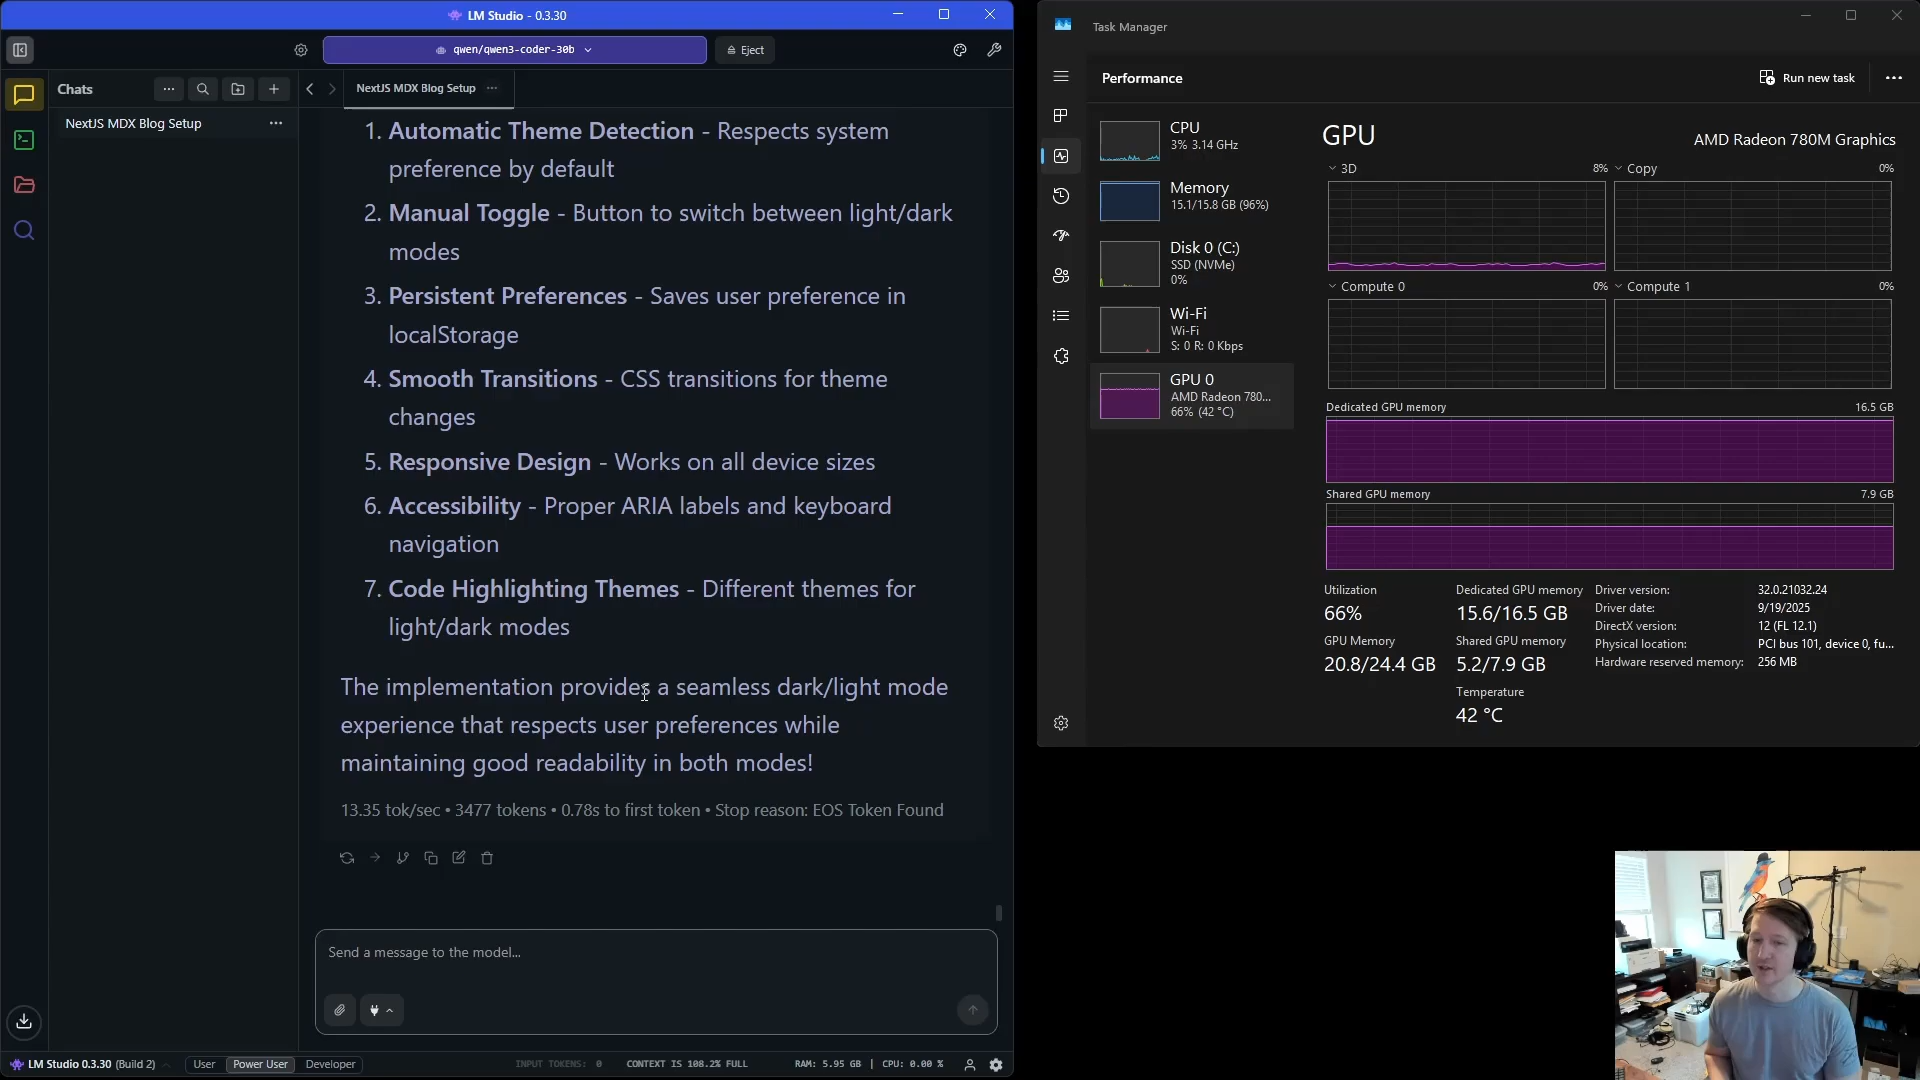 LM Studio - 0.3.30
qwen/qwen3-coder-30b
Eject
Chats
NextJS MDX Blog Setup
NextJS MDX Blog Setup
1. Automatic Theme Detection - Respects system
preference by default
2. Manual Toggle - Button to switch between light/dark
modes
3. Persistent Preferences - Saves user preference in
localStorage
4. Smooth Transitions - CSS transitions for theme
changes
5. Responsive Design - Works on all device sizes
6. Accessibility - Proper ARIA labels and keyboard
navigation
7. Code Highlighting Themes - Different themes for
light/dark modes
The implementation provides a seamless dark/light mode
experience that respects user preferences while
maintaining good readability in both modes!
13.35 tok/sec • 3477 tokens • 0.78s to first token • Stop reason: EOS Token Found
Send a message to the model...
LM Studio 0.3.30 (Build 2)
User
Power User
Developer
INPUT TOKENS: 0
CONTEXT IS 108.2% FULL
RAM: 5.95 GB | CPU: 0.00 %
Task Manager
Performance
Run new task
CPU
3% 3.14 GHz
Memory
15.1/15.8 GB (96%)
Disk 0 (C:)
SSD (NVMe)
0%
Wi-Fi
Wi-Fi
S: 0 R: 0 Kbps
GPU 0
AMD Radeon 780...
66% (42 °C)
GPU
AMD Radeon 780M Graphics
3D 8%
Copy 0%
Compute 0 0%
Compute 1 0%
Dedicated GPU memory 16.5 GB
Shared GPU memory 7.9 GB
Utilization
66%
Dedicated GPU memory
15.6/16.5 GB
GPU Memory
20.8/24.4 GB
Shared GPU memory
5.2/7.9 GB
Temperature
42 °C
Driver version: 32.0.21032.24
Driver date: 9/19/2025
DirectX version: 12 (FL 12.1)
Physical location: PCI bus 101, device 0, fu...
Hardware reserved memory: 256 MB